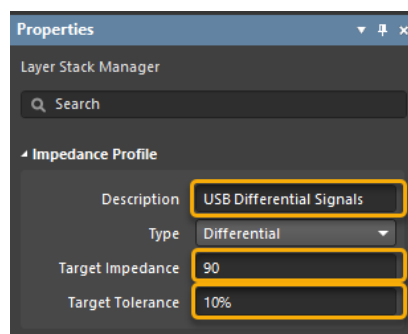 Properties
Layer Stack Manager
Search
Impedance Profile
Description USB Differential Signals
Type Differential
Target Impedance 90
Target Tolerance 10%